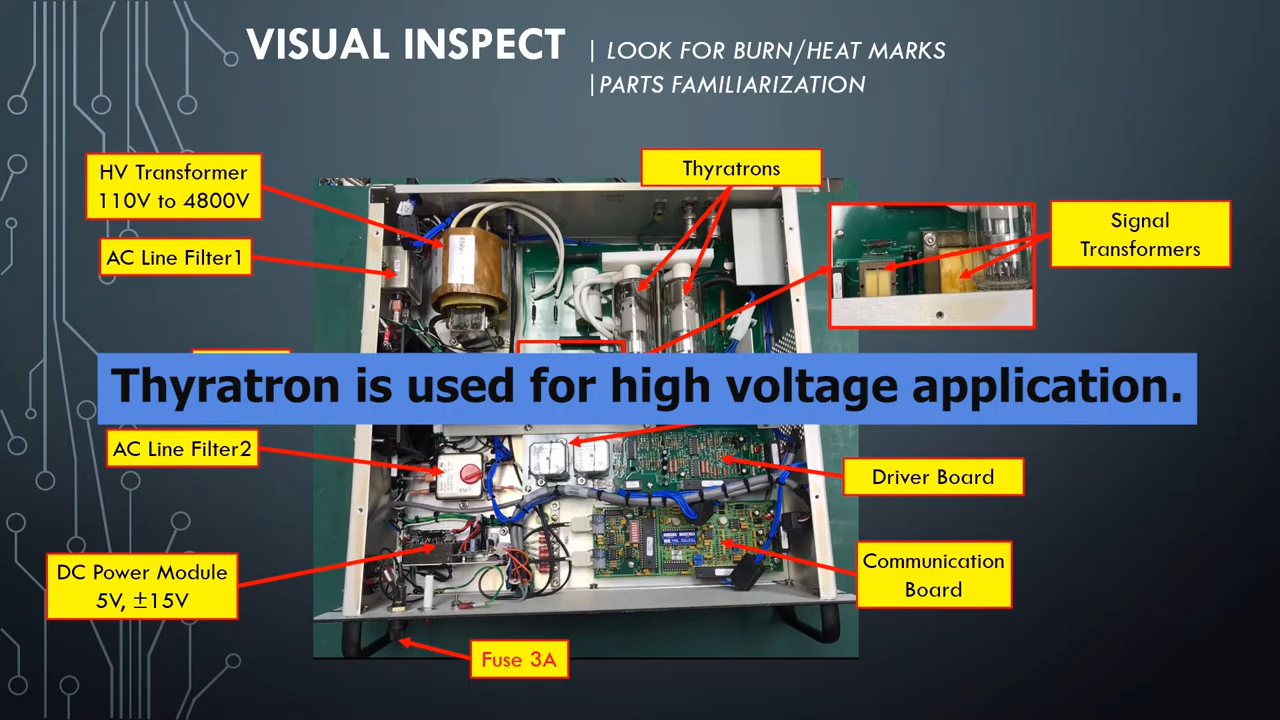 VISUAL INSPECT
| LOOK FOR BURN/HEAT MARKS
|PARTS FAMILIARIZATION
HV Transformer
110V to 4800V
AC Line Filter1
Thyratrons
Signal
Transformers
Thyratron is used for high voltage application.
AC Line Filter2
Driver Board
DC Power Module
5V, ±15V
Communication
Board
Fuse 3A